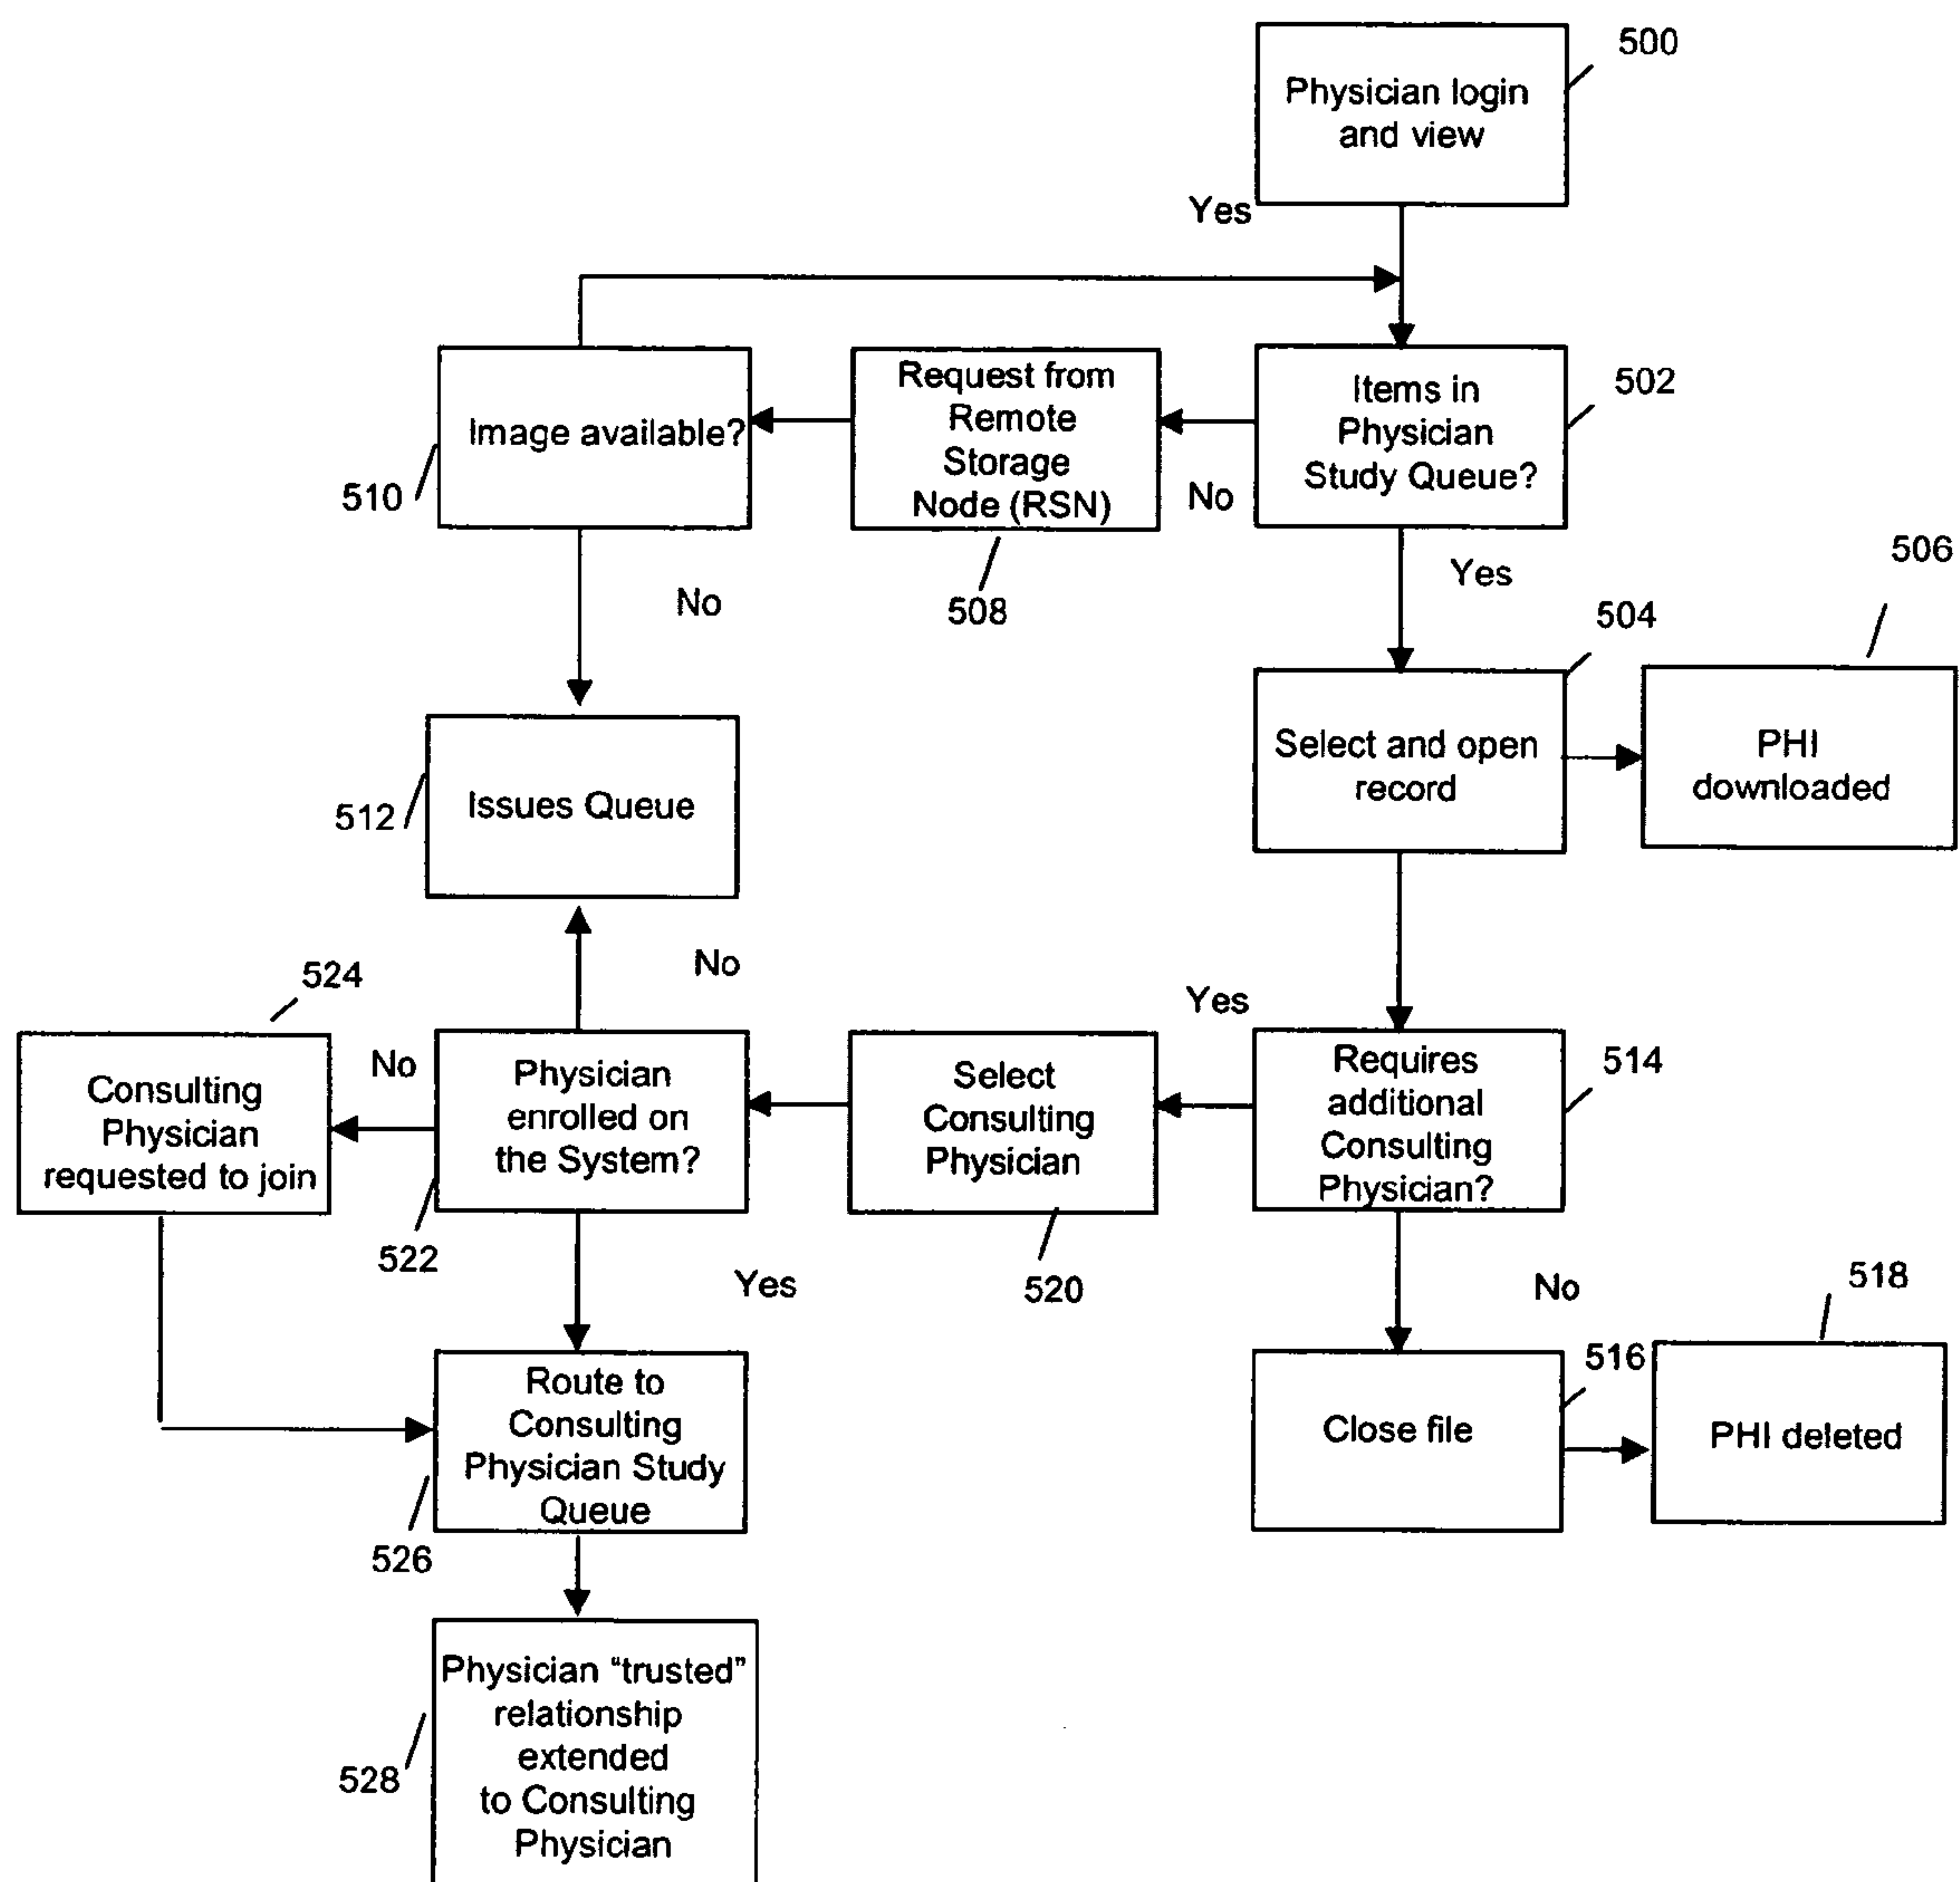 500
Physician login
and view
Yes
Image available?
510
Request from
Remote
Storage
Node (RSN)
508
No
Items in
Physician
Study Queue?
502
Yes
506
504
No
Select and open
record
PHI
downloaded
512
Issues Queue
No
524
Yes
Consulting
Physician
requested to join
No
Physician
enrolled on
the System?
522
Select
Consulting
Physician
520
Requires
additional
Consulting
Physician?
514
Yes
No
518
516
Route to
Consulting
Physician Study
Queue
526
Close file
PHI deleted
Physician “trusted”
relationship
extended
to Consulting
Physician
528